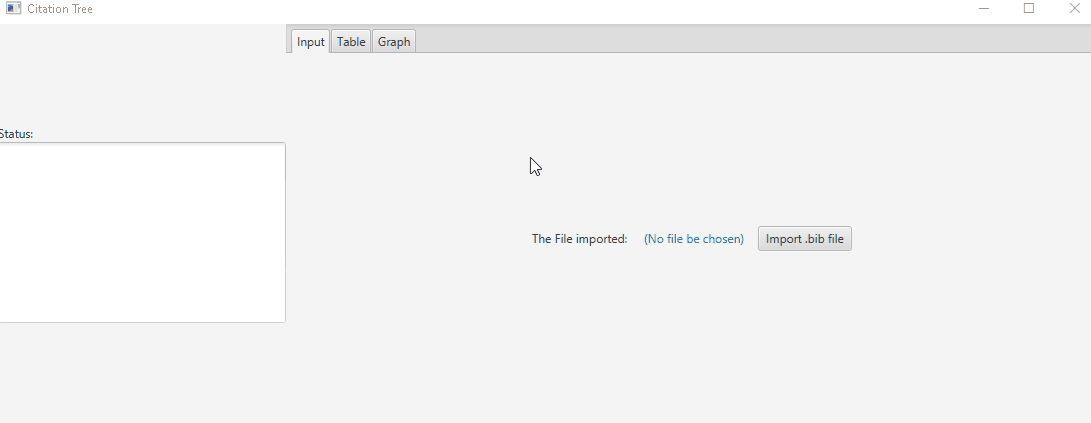 Citation Tree
Input Table Graph
Status:
The File imported: (No file be chosen) Import .bib file